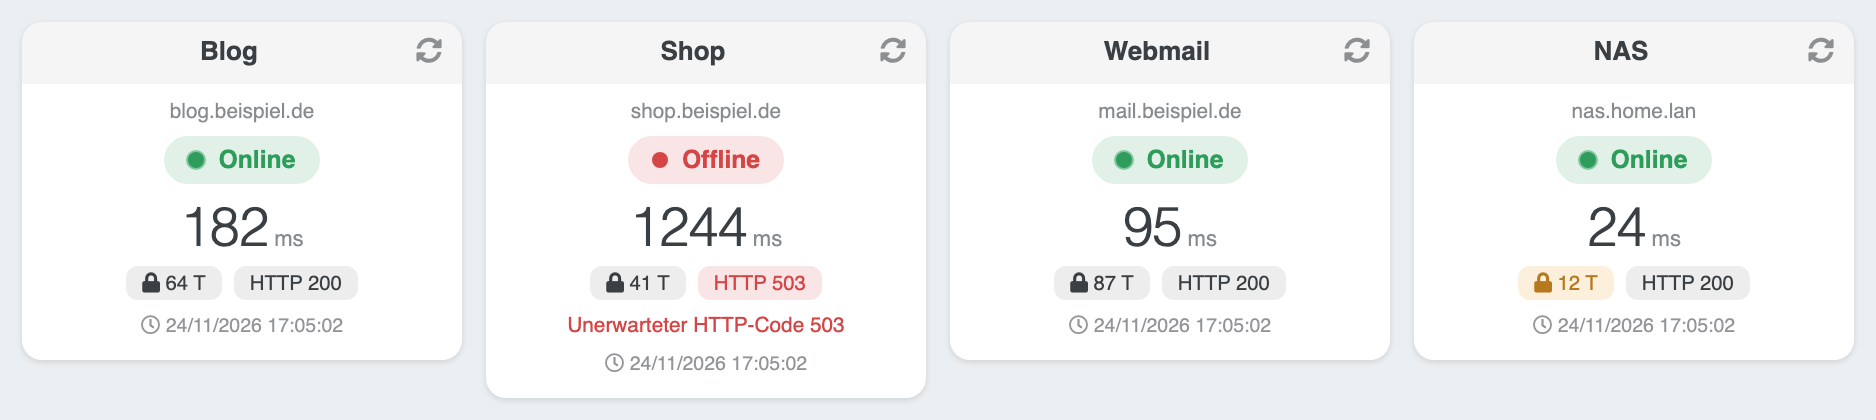 Blog
blog.beispiel.de
Online
182 ms
64 T HTTP 200
24/11/2026 17:05:02
Shop
shop.beispiel.de
Offline
1244 ms
41 T HTTP 503
Unerwarteter HTTP-Code 503
24/11/2026 17:05:02
Webmail
mail.beispiel.de
Online
95 ms
87 T HTTP 200
24/11/2026 17:05:02
NAS
nas.home.lan
Online
24 ms
12 T HTTP 200
24/11/2026 17:05:02